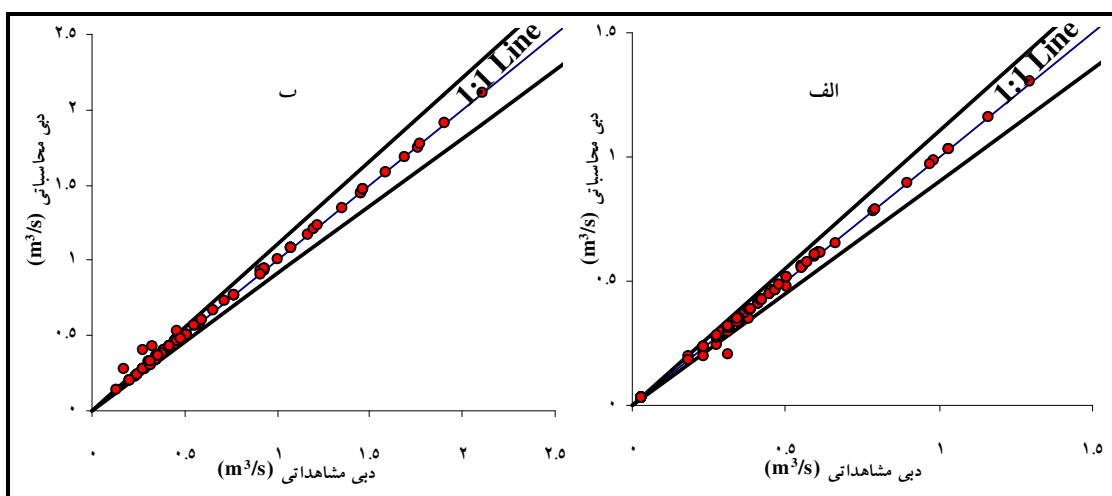 الف
1:1 Line
۱.۵
۱
۰.۵
۰
دبی محاسباتی (m³/s)
۰
۰.۵
۱
۱.۵
دبی مشاهداتی (m³/s)
ب
1:1 Line
۲.۵
۲
۱.۵
۱
۰.۵
۰
دبی محاسباتی (m³/s)
۰
۰.۵
۱
۱.۵
۲
۲.۵
دبی مشاهداتی (m³/s)